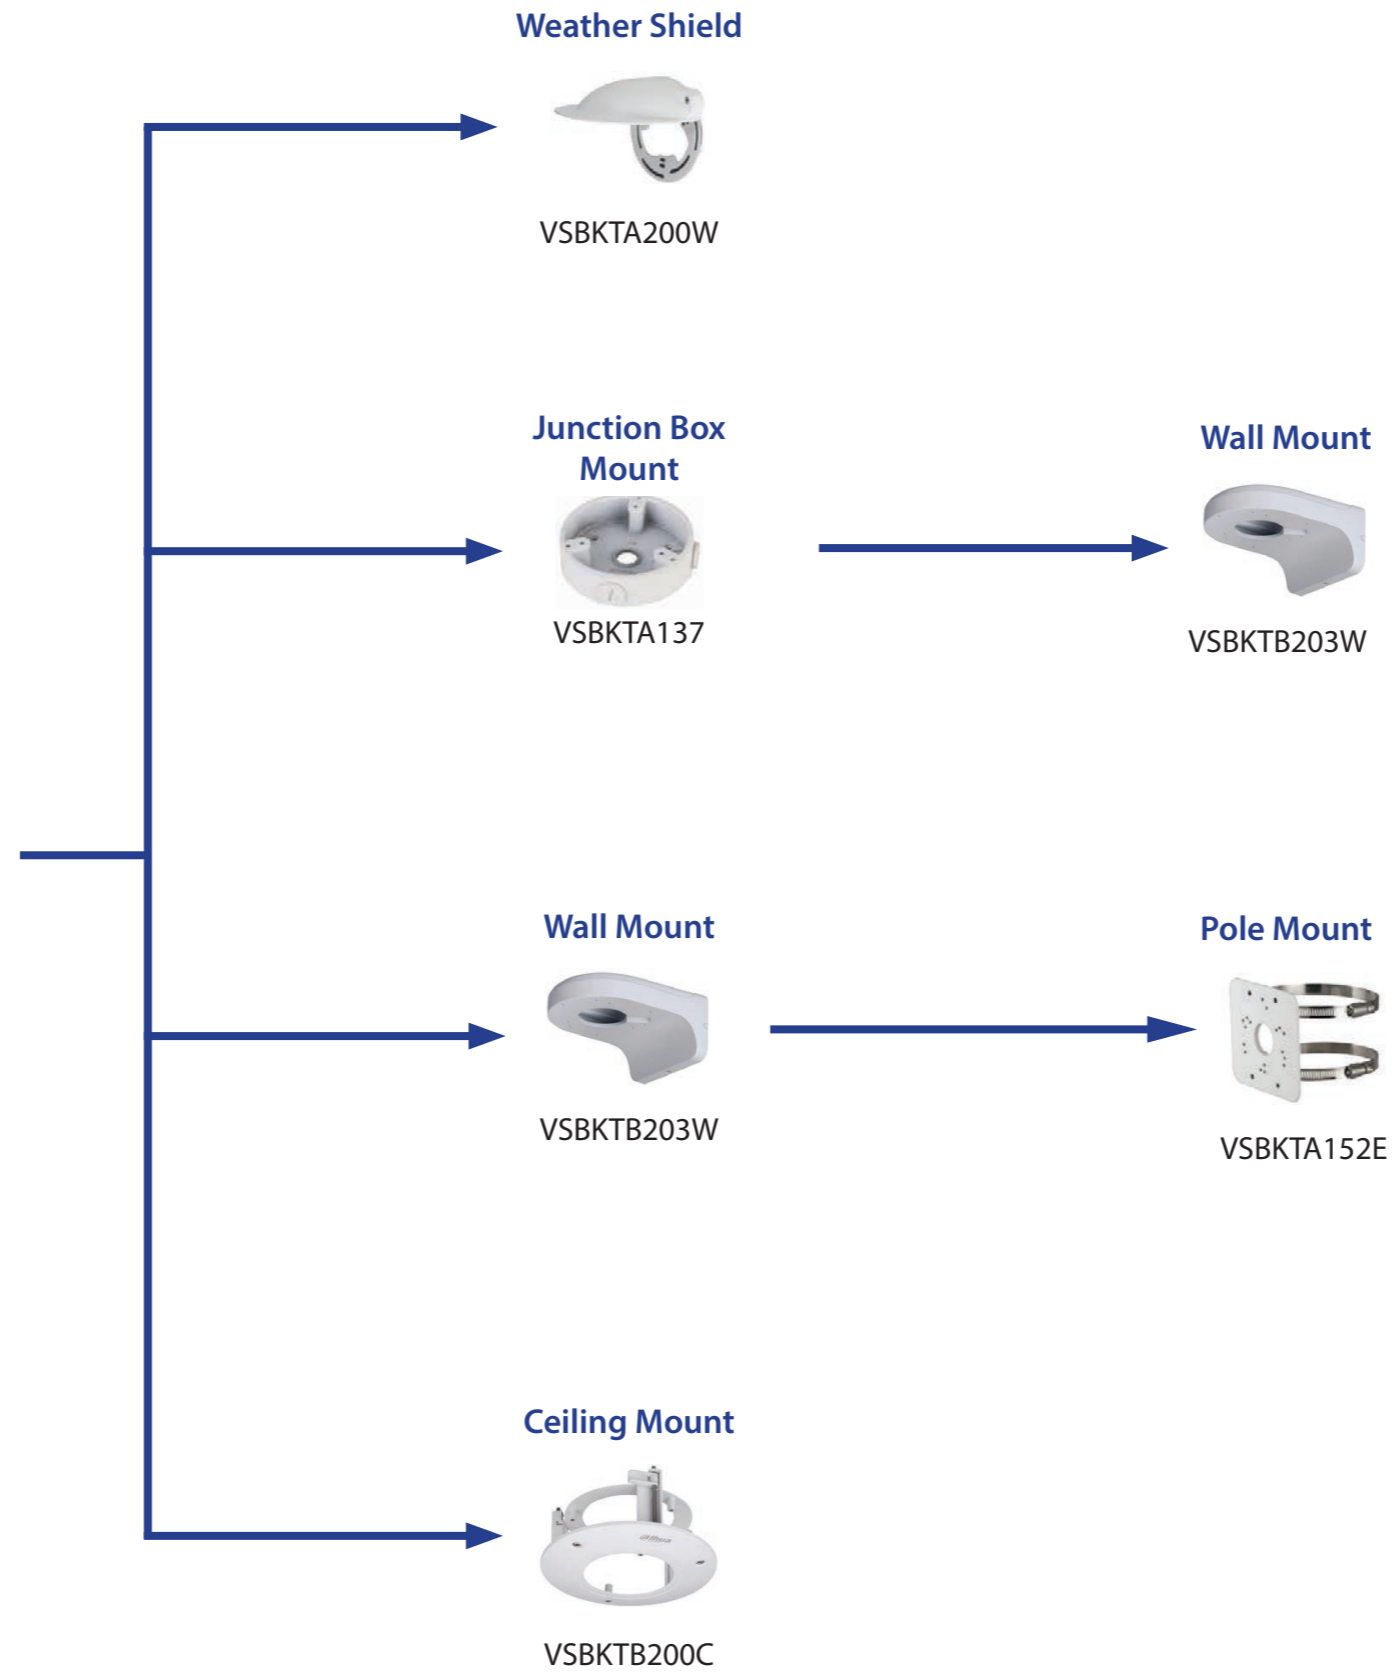 Weather Shield
VSBKTA200W
Junction Box
Mount
VSBKTA137
Wall Mount
VSBKTB203W
Wall Mount
VSBKTB203W
Pole Mount
VSBKTA152E
Ceiling Mount
alhua
VSBKTB200C